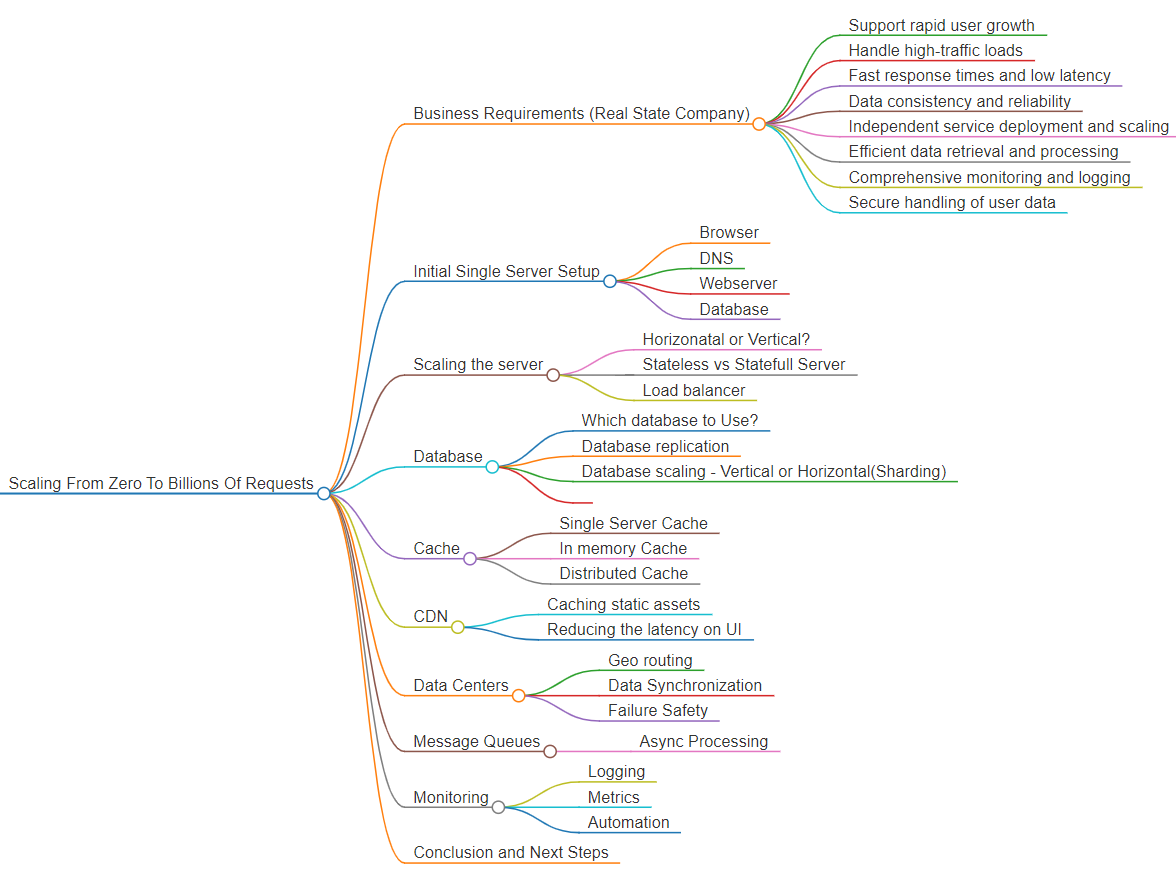 Scaling From Zero To Billions Of Requests
Business Requirements (Real State Company)
Support rapid user growth
Handle high-traffic loads
Fast response times and low latency
Data consistency and reliability
Independent service deployment and scaling
Efficient data retrieval and processing
Comprehensive monitoring and logging
Secure handling of user data
Initial Single Server Setup
Browser
DNS
Webserver
Database
Scaling the server
Horizonatal or Vertical?
Stateless vs Statefull Server
Load balancer
Database
Which database to Use?
Database replication
Database scaling - Vertical or Horizontal(Sharding)
Cache
Single Server Cache
In memory Cache
Distributed Cache
CDN
Caching static assets
Reducing the latency on UI
Data Centers
Geo routing
Data Synchronization
Failure Safety
Message Queues
Async Processing
Monitoring
Logging
Metrics
Automation
Conclusion and Next Steps